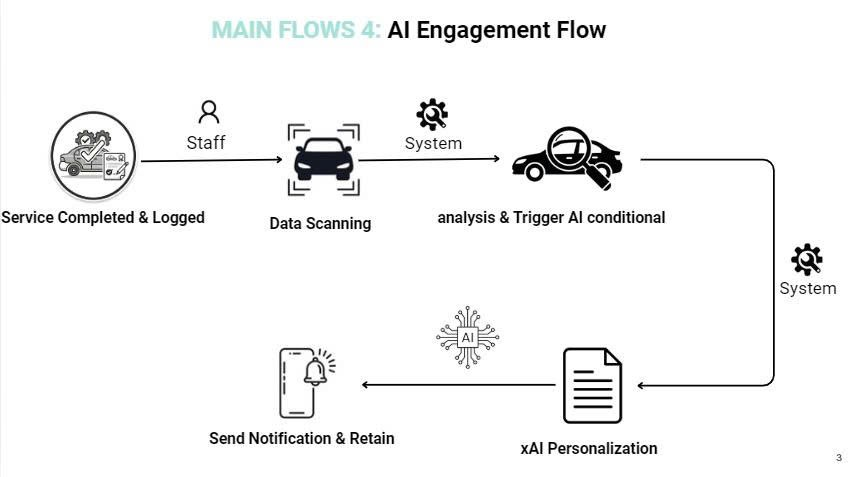 MAIN FLOWS 4: AI Engagement Flow
Staff
System
Service Completed & Logged
Data Scanning
analysis & Trigger AI conditional
System
AI
Send Notification & Retain
xAI Personalization
3